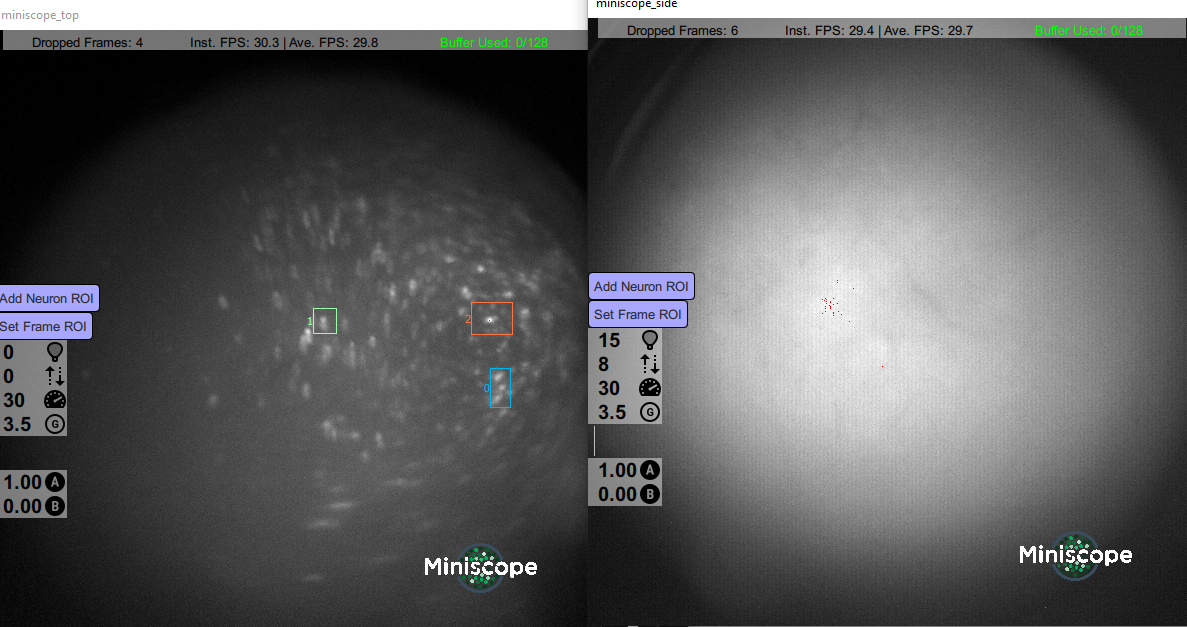 miniscope_top
Dropped Frames: 4
Inst. FPS: 30.3 | Ave. FPS: 29.8
Buffer Used: 0/128
1
2
0
Add Neuron ROI
Set Frame ROI
0
0
30
3.5 G
1.00 A
0.00 B
Miniscope
miniscope_side
Dropped Frames: 6
Inst. FPS: 29.4 | Ave. FPS: 29.7
Buffer Used: 0/128
Add Neuron ROI
Set Frame ROI
15
8
30
3.5 G
1.00 A
0.00 B
Miniscope